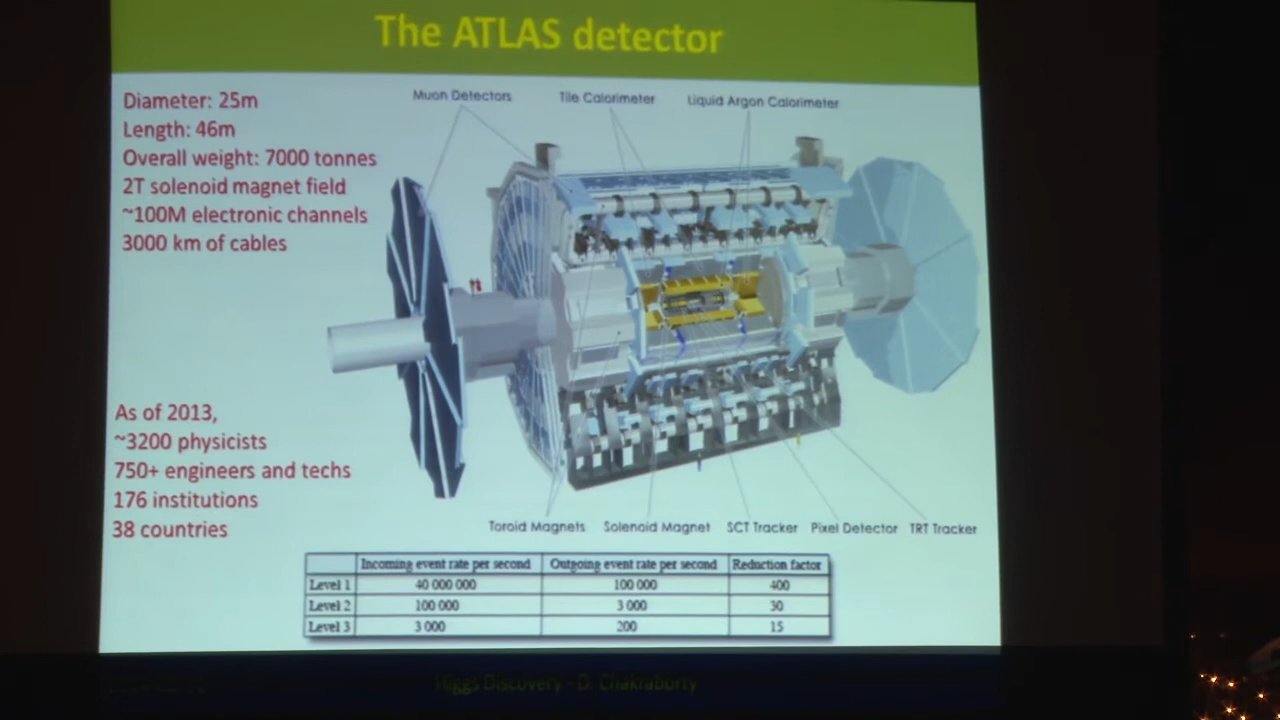 The ATLAS detector
Diameter: 25m
Length: 46m
Overall weight: 7000 tonnes
2T solenoid magnet field
~100M electronic channels
3000 km of cables
Muon Detectors Tile Calorimeter Liquid Argon Calorimeter
As of 2013,
~3200 physicists
750+ engineers and techs
176 institutions
38 countries
Toroid Magnets Solenoid Magnet SCT Tracker Pixel Detector TRT Tracker
Incoming event rate per second Outgoing event rate per second Reduction factor
Level 1 40 000 000 100 000 400
Level 2 100 000 3 000 30
Level 3 3 000 200 15
Higgs Discovery - D. Chakraborty